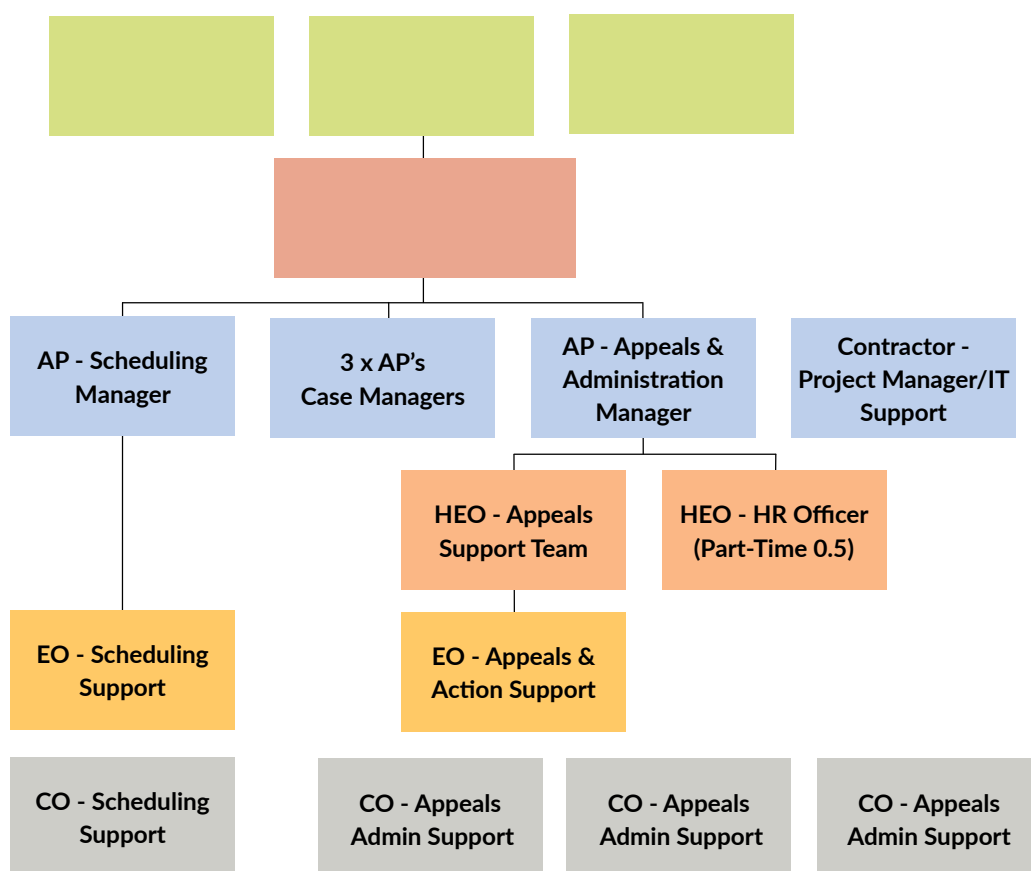 AP - Scheduling
Manager
3 x AP's
Case Managers
AP - Appeals &
Administration
Manager
Contractor -
Project Manager/IT
Support
HEO - Appeals
Support Team
HEO - HR Officer
(Part-Time 0.5)
EO - Scheduling
Support
EO - Appeals &
Action Support
CO - Scheduling
Support
CO - Appeals
Admin Support
CO - Appeals
Admin Support
CO - Appeals
Admin Support